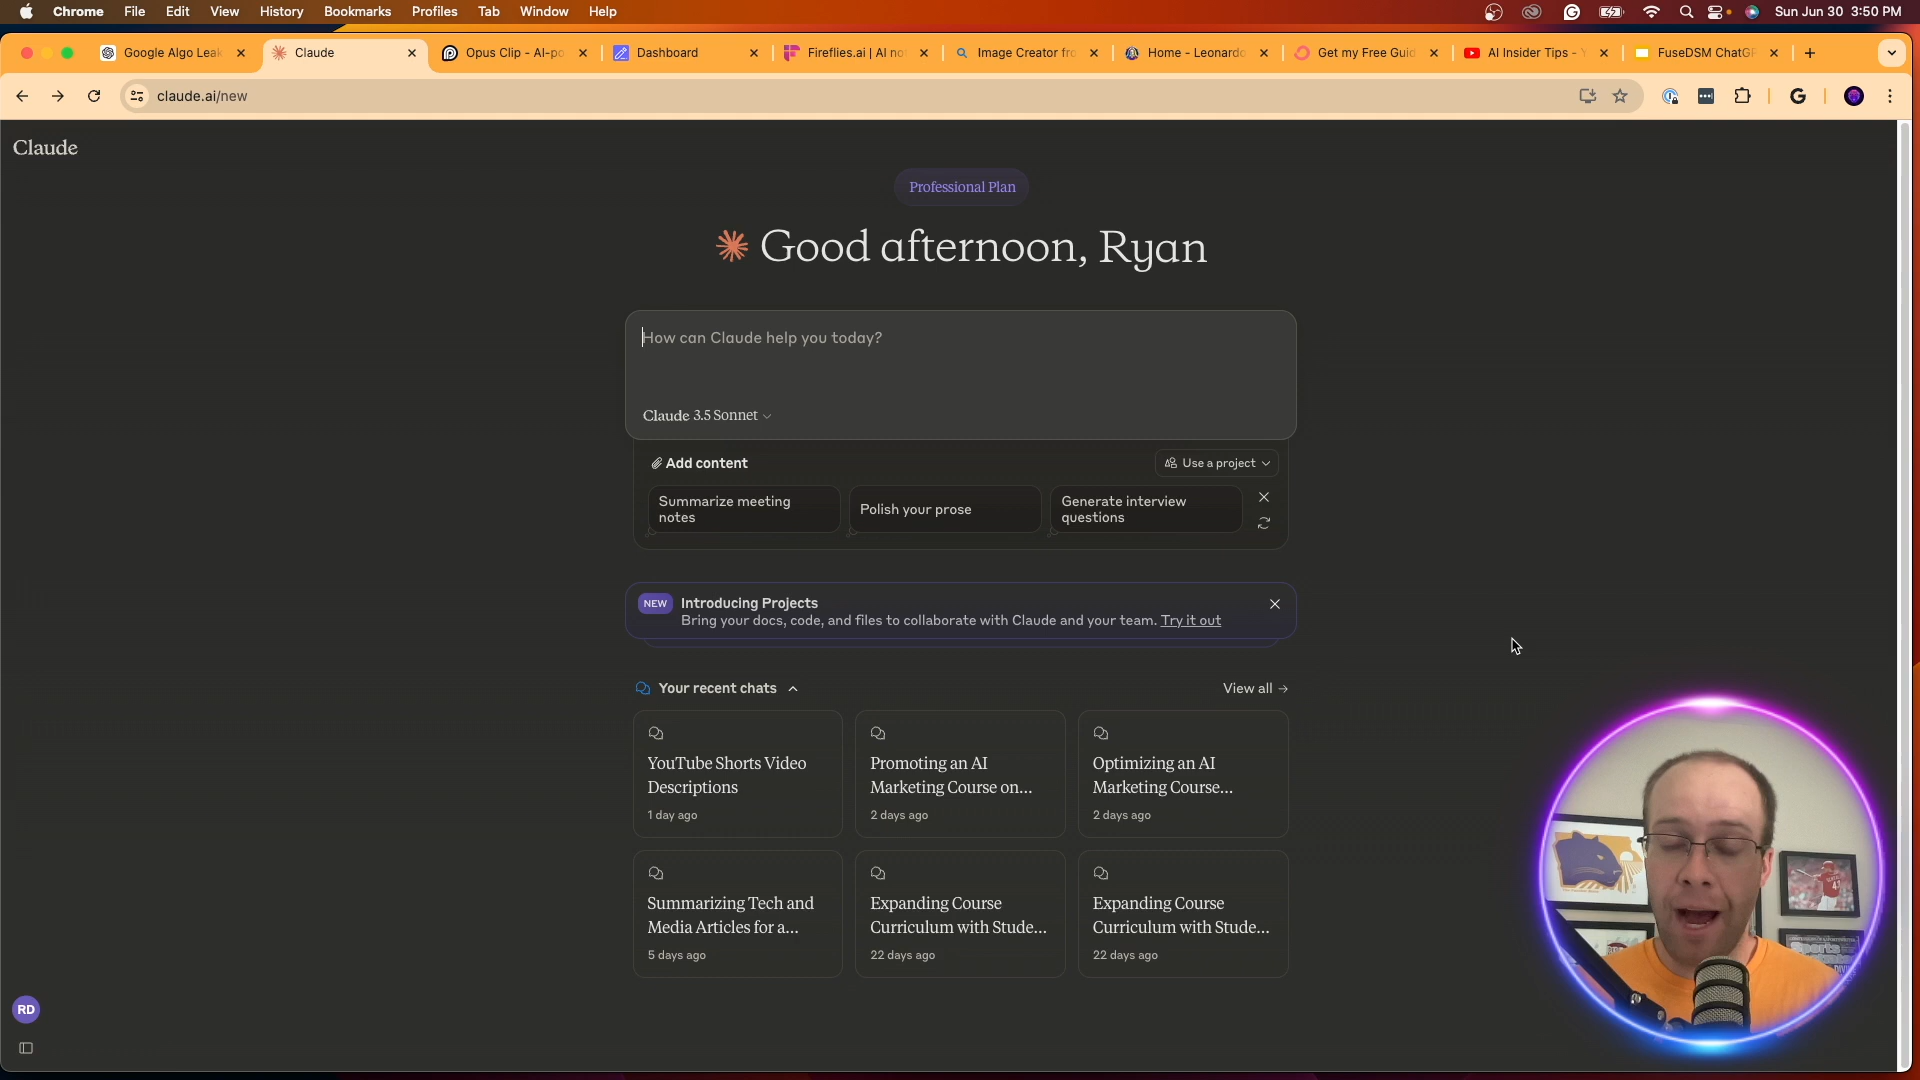 Chrome File Edit View History Bookmarks Profiles Tab Window Help Sun Jun 30 3:50 PM
Google Algo Leak Claude Opus Clip - AI-po Dashboard Fireflies.ai | AI no Image Creator fro Home - Leonardo Get my Free Guid AI Insider Tips - Y FuseDSM ChatGP
claude.ai/new
Claude
Professional Plan
Good afternoon, Ryan
How can Claude help you today?
Claude 3.5 Sonnet
Add content Use a project
Summarize meeting
notes
Polish your prose
Generate interview
questions
NEW Introducing Projects
Bring your docs, code, and files to collaborate with Claude and your team. Try it out
Your recent chats View all
YouTube Shorts Video
Descriptions
1 day ago
Promoting an AI
Marketing Course on...
2 days ago
Optimizing an AI
Marketing Course...
2 days ago
Summarizing Tech and
Media Articles for a...
5 days ago
Expanding Course
Curriculum with Stude...
22 days ago
Expanding Course
Curriculum with Stude...
22 days ago
RD
Sports